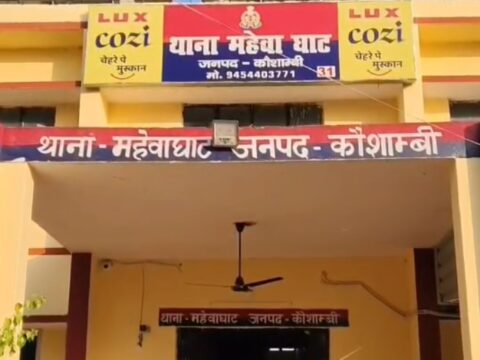 LUX
cozi
चेहरे पे
मुस्कान
थाना महेवा घाट
जनपद - कौशाम्बी
मो. 9454403771
31
LUX
cozi
चेहरे पे
मुस्कान
थाना - महेवाघाट जनपद - कौशाम्बी
थाना - महेवाघाट जनपद - कौशाम्बी